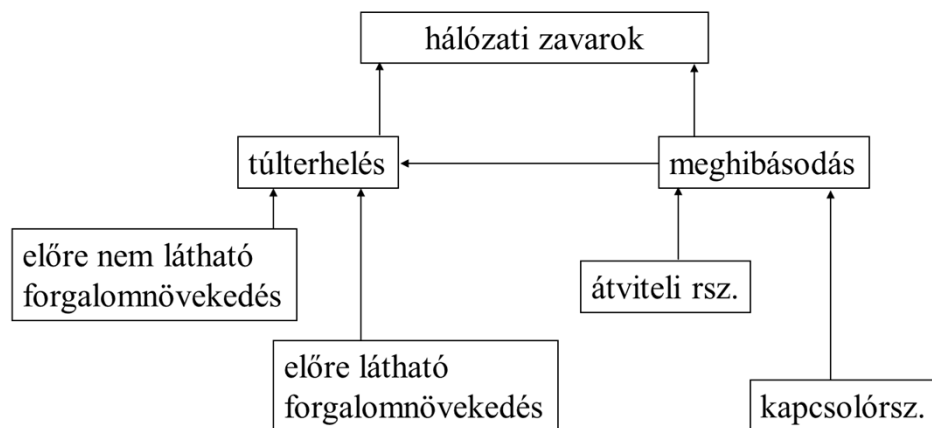 hálózati zavarok
túlterhelés
meghibásodás
előre nem látható
forgalomnövekedés
átviteli rsz.
előre látható
forgalomnövekedés
kapcsolórsz.